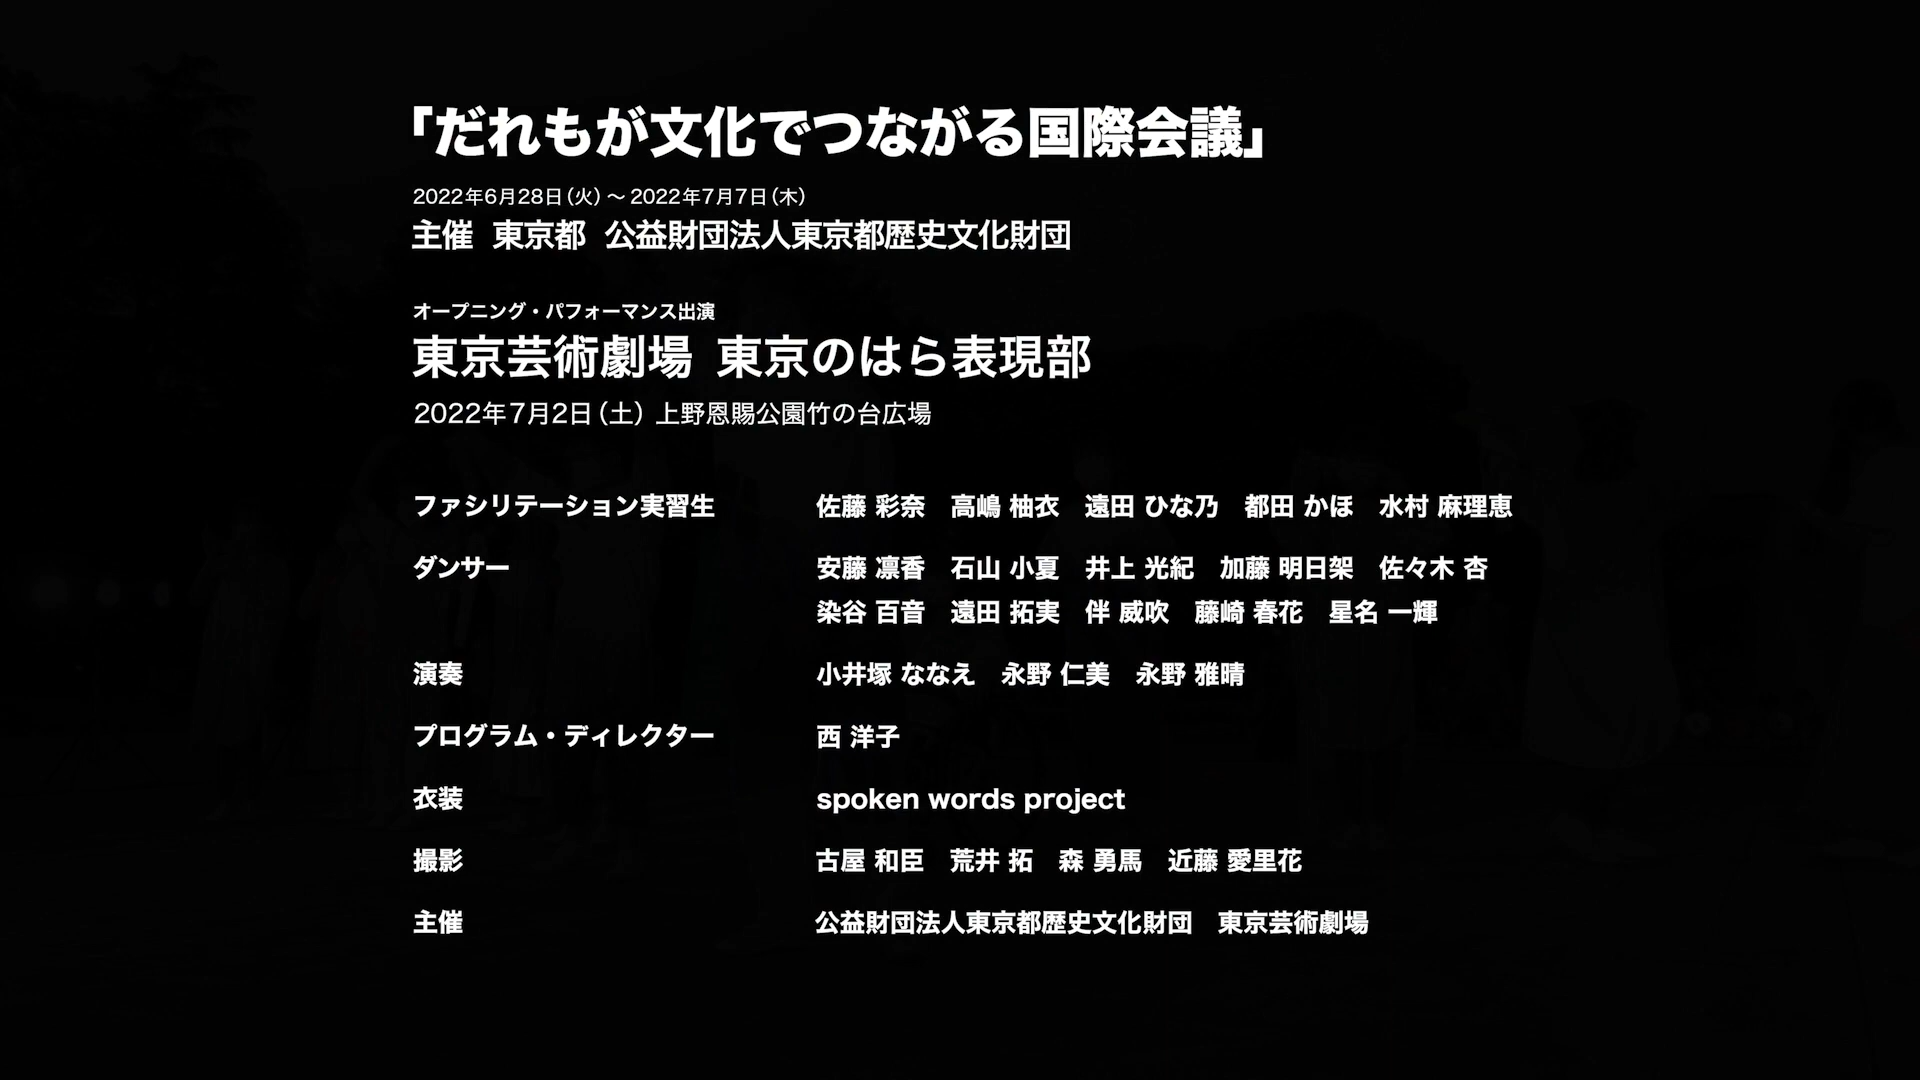 「だれもが文化でつながる国際会議」
2022年6月28日(火)～2022年7月7日(木)
主催 東京都 公益財団法人東京都歴史文化財団
オープニング・パフォーマンス出演
東京芸術劇場 東京のはら表現部
2022年7月2日(土) 上野恩賜公園竹の台広場
ファシリテーション実習生 佐藤 彩奈 高嶋 柚衣 遠田 ひな乃 都田 かほ 水村 麻理恵
ダンサー 安藤 凛香 石山 小夏 井上 光紀 加藤 明日架 佐々木 杏
染谷 百音 遠田 拓実 伴 威吹 藤崎 春花 星名 一輝
演奏 小井塚 ななえ 永野 仁美 永野 雅晴
プログラム・ディレクター 西 洋子
衣装 spoken words project
撮影 古屋 和臣 荒井 拓 森 勇馬 近藤 愛里花
主催 公益財団法人東京都歴史文化財団 東京芸術劇場